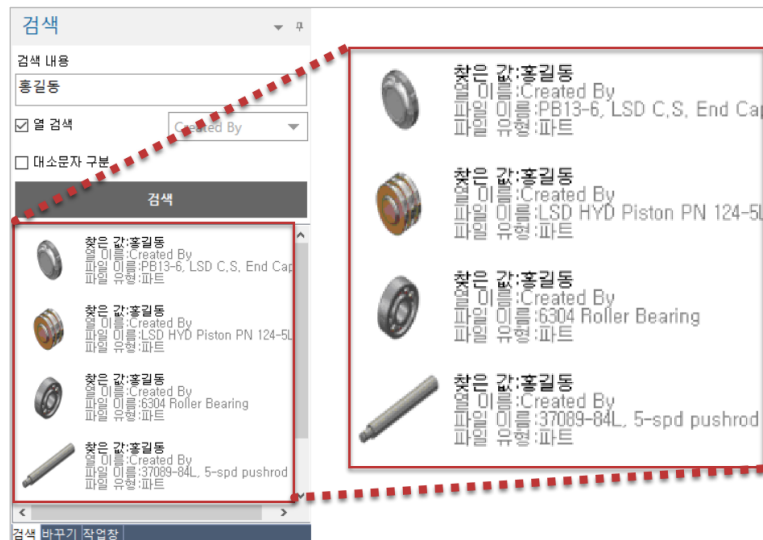 검색
검색 내용
홍길동
열 검색
Created By
대소문자 구분
검색
찾은 값:홍길동
열 이름:Created By
파일 이름:PB13-6, LSD C,S, End Cap
파일 유형:파트
찾은 값:홍길동
열 이름:Created By
파일 이름:LSD HYD Piston PN 124-5L
파일 유형:파트
찾은 값:홍길동
열 이름:Created By
파일 이름:6304 Roller Bearing
파일 유형:파트
찾은 값:홍길동
열 이름:Created By
파일 이름:37089-84L, 5-spd pushrod
파일 유형:파트
검색 바꾸기 작업창
찾은 값:홍길동
열 이름:Created By
파일 이름:PB13-6, LSD C,S, End Cap
파일 유형:파트
찾은 값:홍길동
열 이름:Created By
파일 이름:LSD HYD Piston PN 124-5L
파일 유형:파트
찾은 값:홍길동
열 이름:Created By
파일 이름:6304 Roller Bearing
파일 유형:파트
찾은 값:홍길동
열 이름:Created By
파일 이름:37089-84L, 5-spd pushrod
파일 유형:파트